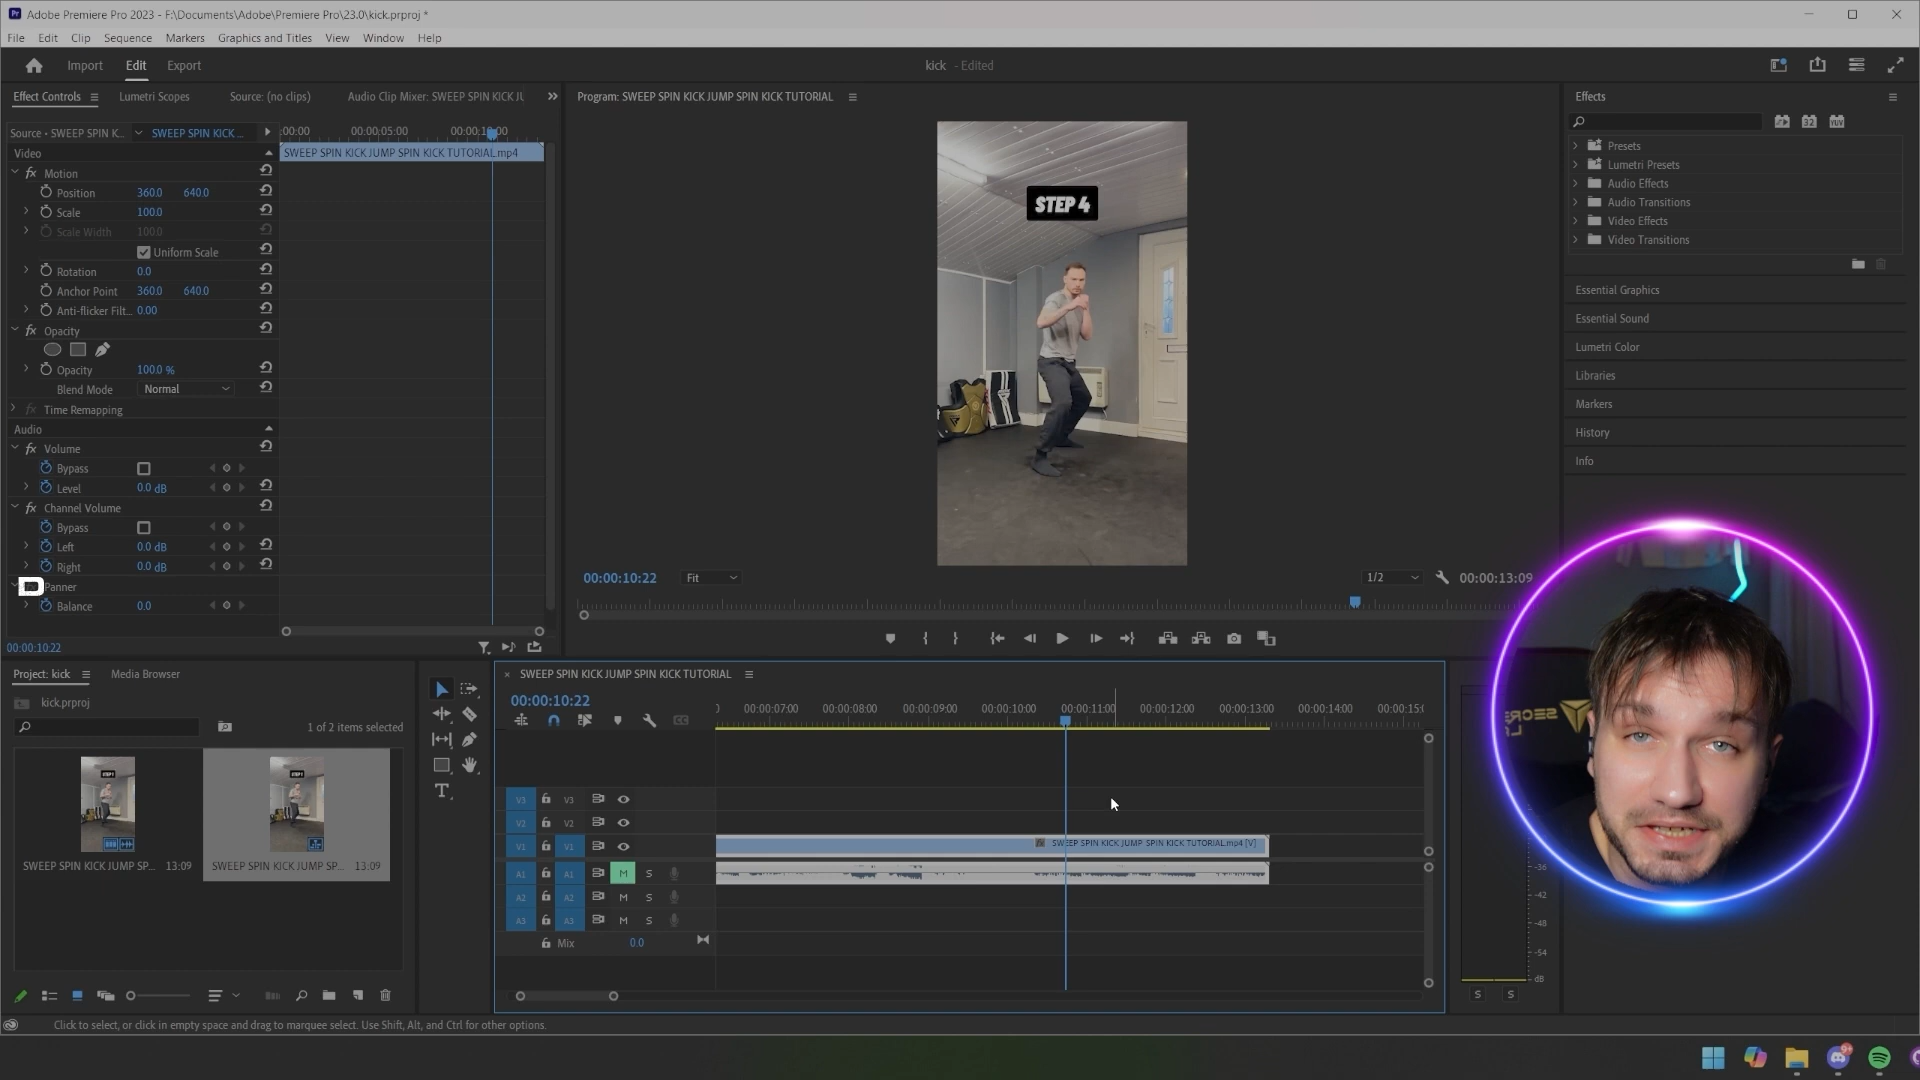 Adobe Premiere Pro 2023 - F:\Documents\Adobe\Premiere Pro\23.0\kick.prproj *
File Edit Clip Sequence Markers Graphics and Titles View Window Help
Import Edit Export
kick - Edited
Effect Controls Lumetri Scopes Source: (no clips) Audio Clip Mixer: SWEEP SPIN KICK JU
Source • SWEEP SPIN K... SWEEP SPIN KICK ...
:00:00 00:00:05:00 00:00:10:00
Video
SWEEP SPIN KICK JUMP SPIN KICK TUTORIAL.mp4
fx Motion
Position 360.0 640.0
Scale 100.0
Scale Width 100.0
Uniform Scale
Rotation 0.0
Anchor Point 360.0 640.0
Anti-flicker Filt... 0.00
fx Opacity
Opacity 100.0 %
Blend Mode Normal
fx Time Remapping
Audio
fx Volume
Bypass
Level 0.0 dB
fx Channel Volume
Bypass
Left 0.0 dB
Right 0.0 dB
Panner
Balance 0.0
00:00:10:22
Program: SWEEP SPIN KICK JUMP SPIN KICK TUTORIAL
STEP 4
00:00:10:22 Fit 1/2 00:00:13:09
Effects
32 YUV
Presets
Lumetri Presets
Audio Effects
Audio Transitions
Video Effects
Video Transitions
Essential Graphics
Essential Sound
Lumetri Color
Libraries
Markers
History
Info
Project: kick Media Browser
kick.prproj
1 of 2 items selected
STEP 1
STEP 1
SWEEP SPIN KICK JUMP SP... 13:09
SWEEP SPIN KICK JUMP SP... 13:09
T
SWEEP SPIN KICK JUMP SPIN KICK TUTORIAL
00:00:10:22
00:00:07:00 00:00:08:00 00:00:09:00 00:00:10:00 00:00:11:00 00:00:12:00 00:00:13:00 00:00:14:00 00:00:15:0
V3 V3
V2 V2
V1 V1
fx SWEEP SPIN KICK JUMP SPIN KICK TUTORIAL.mp4 [V]
A1 A1 M S
A2 A2 M S
A3 A3 M S
Mix 0.0
-36
-42
-48
-54
dB
S S
Click to select, or click in empty space and drag to marquee select. Use Shift, Alt, and Ctrl for other options.